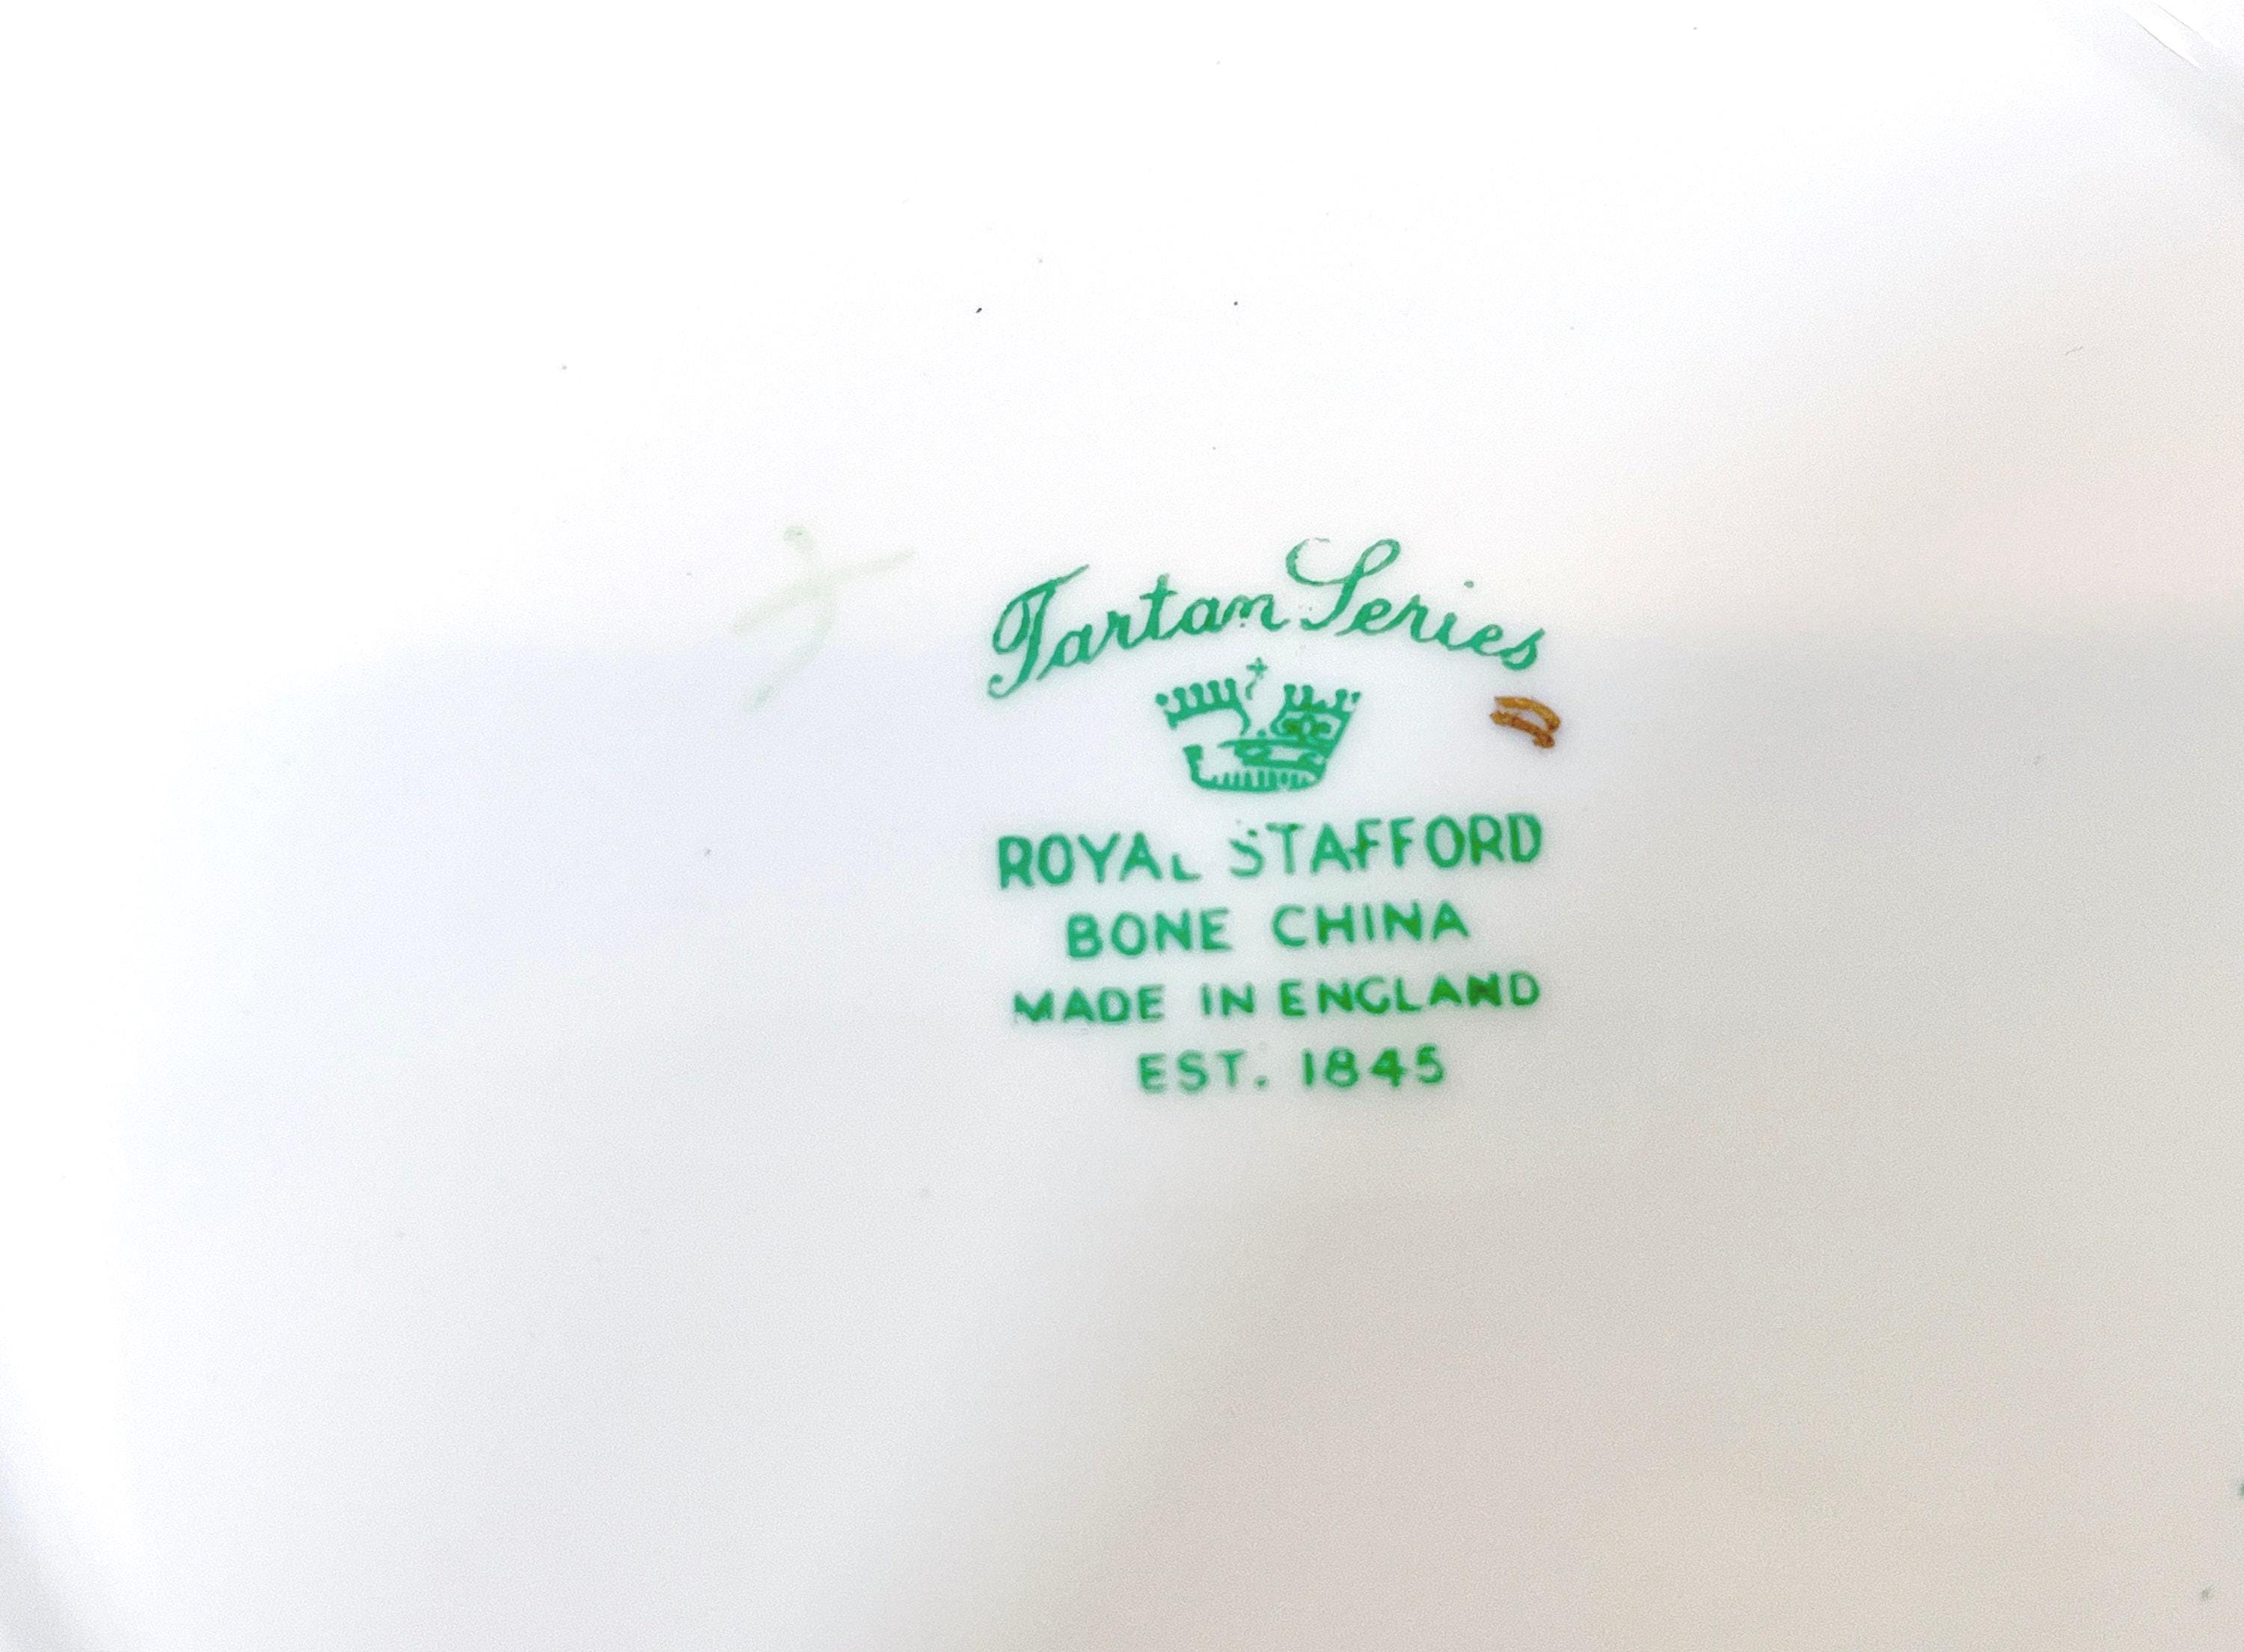 Tartan Series
ROYAL STAFFORD
BONE CHINA
MADE IN ENGLAND
EST. 1845